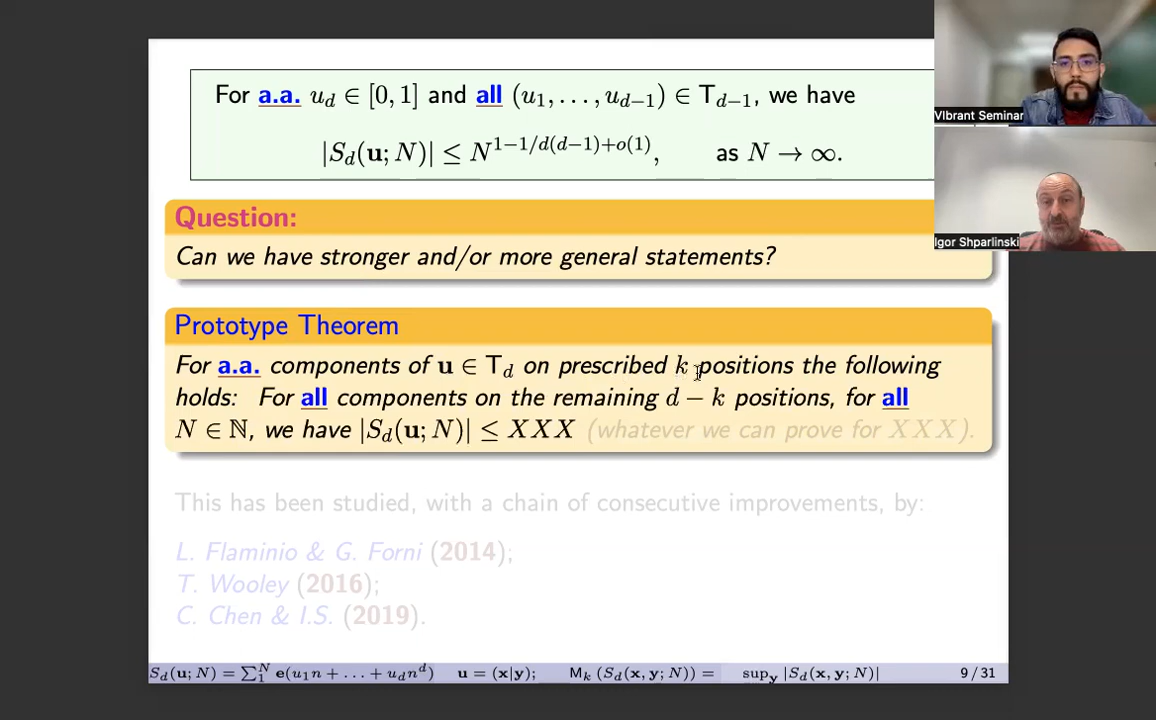 For a.a. u_d ∈ [0, 1] and all (u_1, . . . , u_{d−1}) ∈ T_{d−1}, we have
|S_d(u; N)| ≤ N^{1−1/d(d−1)+o(1)}, as N → ∞.
Question:
Can we have stronger and/or more general statements?
Prototype Theorem
For a.a. components of u ∈ T_d on prescribed k positions the following
holds: For all components on the remaining d − k positions, for all
N ∈ ℕ, we have |S_d(u; N)| ≤ XXX (whatever we can prove for XXX).
This has been studied, with a chain of consecutive improvements, by:
L. Flaminio & G. Forni (2014);
T. Wooley (2016);
C. Chen & I.S. (2019).
S_d(u; N) = ∑_1^N e(u_1n + . . . + u_dn^d) u = (x|y); M_k (S_d(x, y; N)) = sup_y |S_d(x, y; N)| 9/31
VIbrant Seminar
Igor Shparlinski